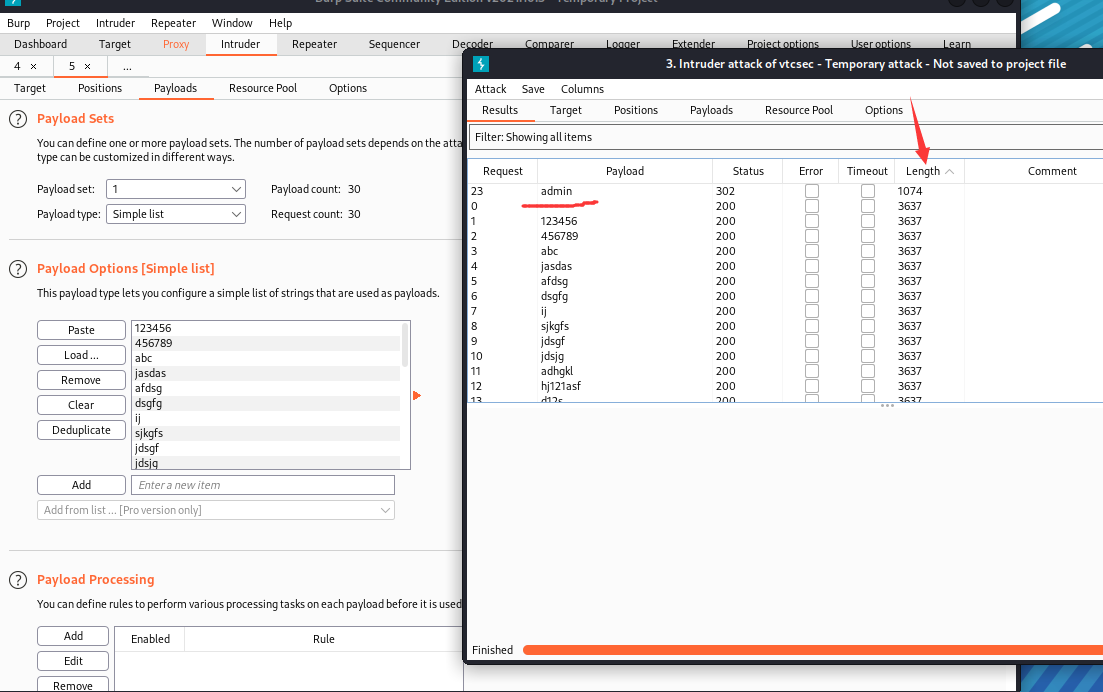 Burp Suite Community Edition v2021.10.3 - Temporary Project
Burp Project Intruder Repeater Window Help
Dashboard Target Proxy Intruder Repeater Sequencer Decoder Comparer Logger Extender Project options User options Learn
4 × 5 × ...
Target Positions Payloads Resource Pool Options
? Payload Sets
You can define one or more payload sets. The number of payload sets depends on the atta
type can be customized in different ways.
Payload set: 1 Payload count: 30
Payload type: Simple list Request count: 30
? Payload Options [Simple list]
This payload type lets you configure a simple list of strings that are used as payloads.
Paste
Load ...
Remove
Clear
Deduplicate
123456
456789
abc
jasdas
afdsg
dsgfg
ij
sjkgfs
jdsgf
jdsjg
Add Enter a new item
Add from list ... [Pro version only]
? Payload Processing
You can define rules to perform various processing tasks on each payload before it is used
Add
Edit
Remove
Enabled Rule
3. Intruder attack of vtcsec - Temporary attack - Not saved to project file
Attack Save Columns
Results Target Positions Payloads Resource Pool Options
Filter: Showing all items
Request Payload Status Error Timeout Length Comment
23 admin 302 1074
0 200 3637
1 123456 200 3637
2 456789 200 3637
3 abc 200 3637
4 jasdas 200 3637
5 afdsg 200 3637
6 dsgfg 200 3637
7 ij 200 3637
8 sjkgfs 200 3637
9 jdsgf 200 3637
10 jdsjg 200 3637
11 adhgkl 200 3637
12 hj121asf 200 3637
13 d12s 200 3637
Finished